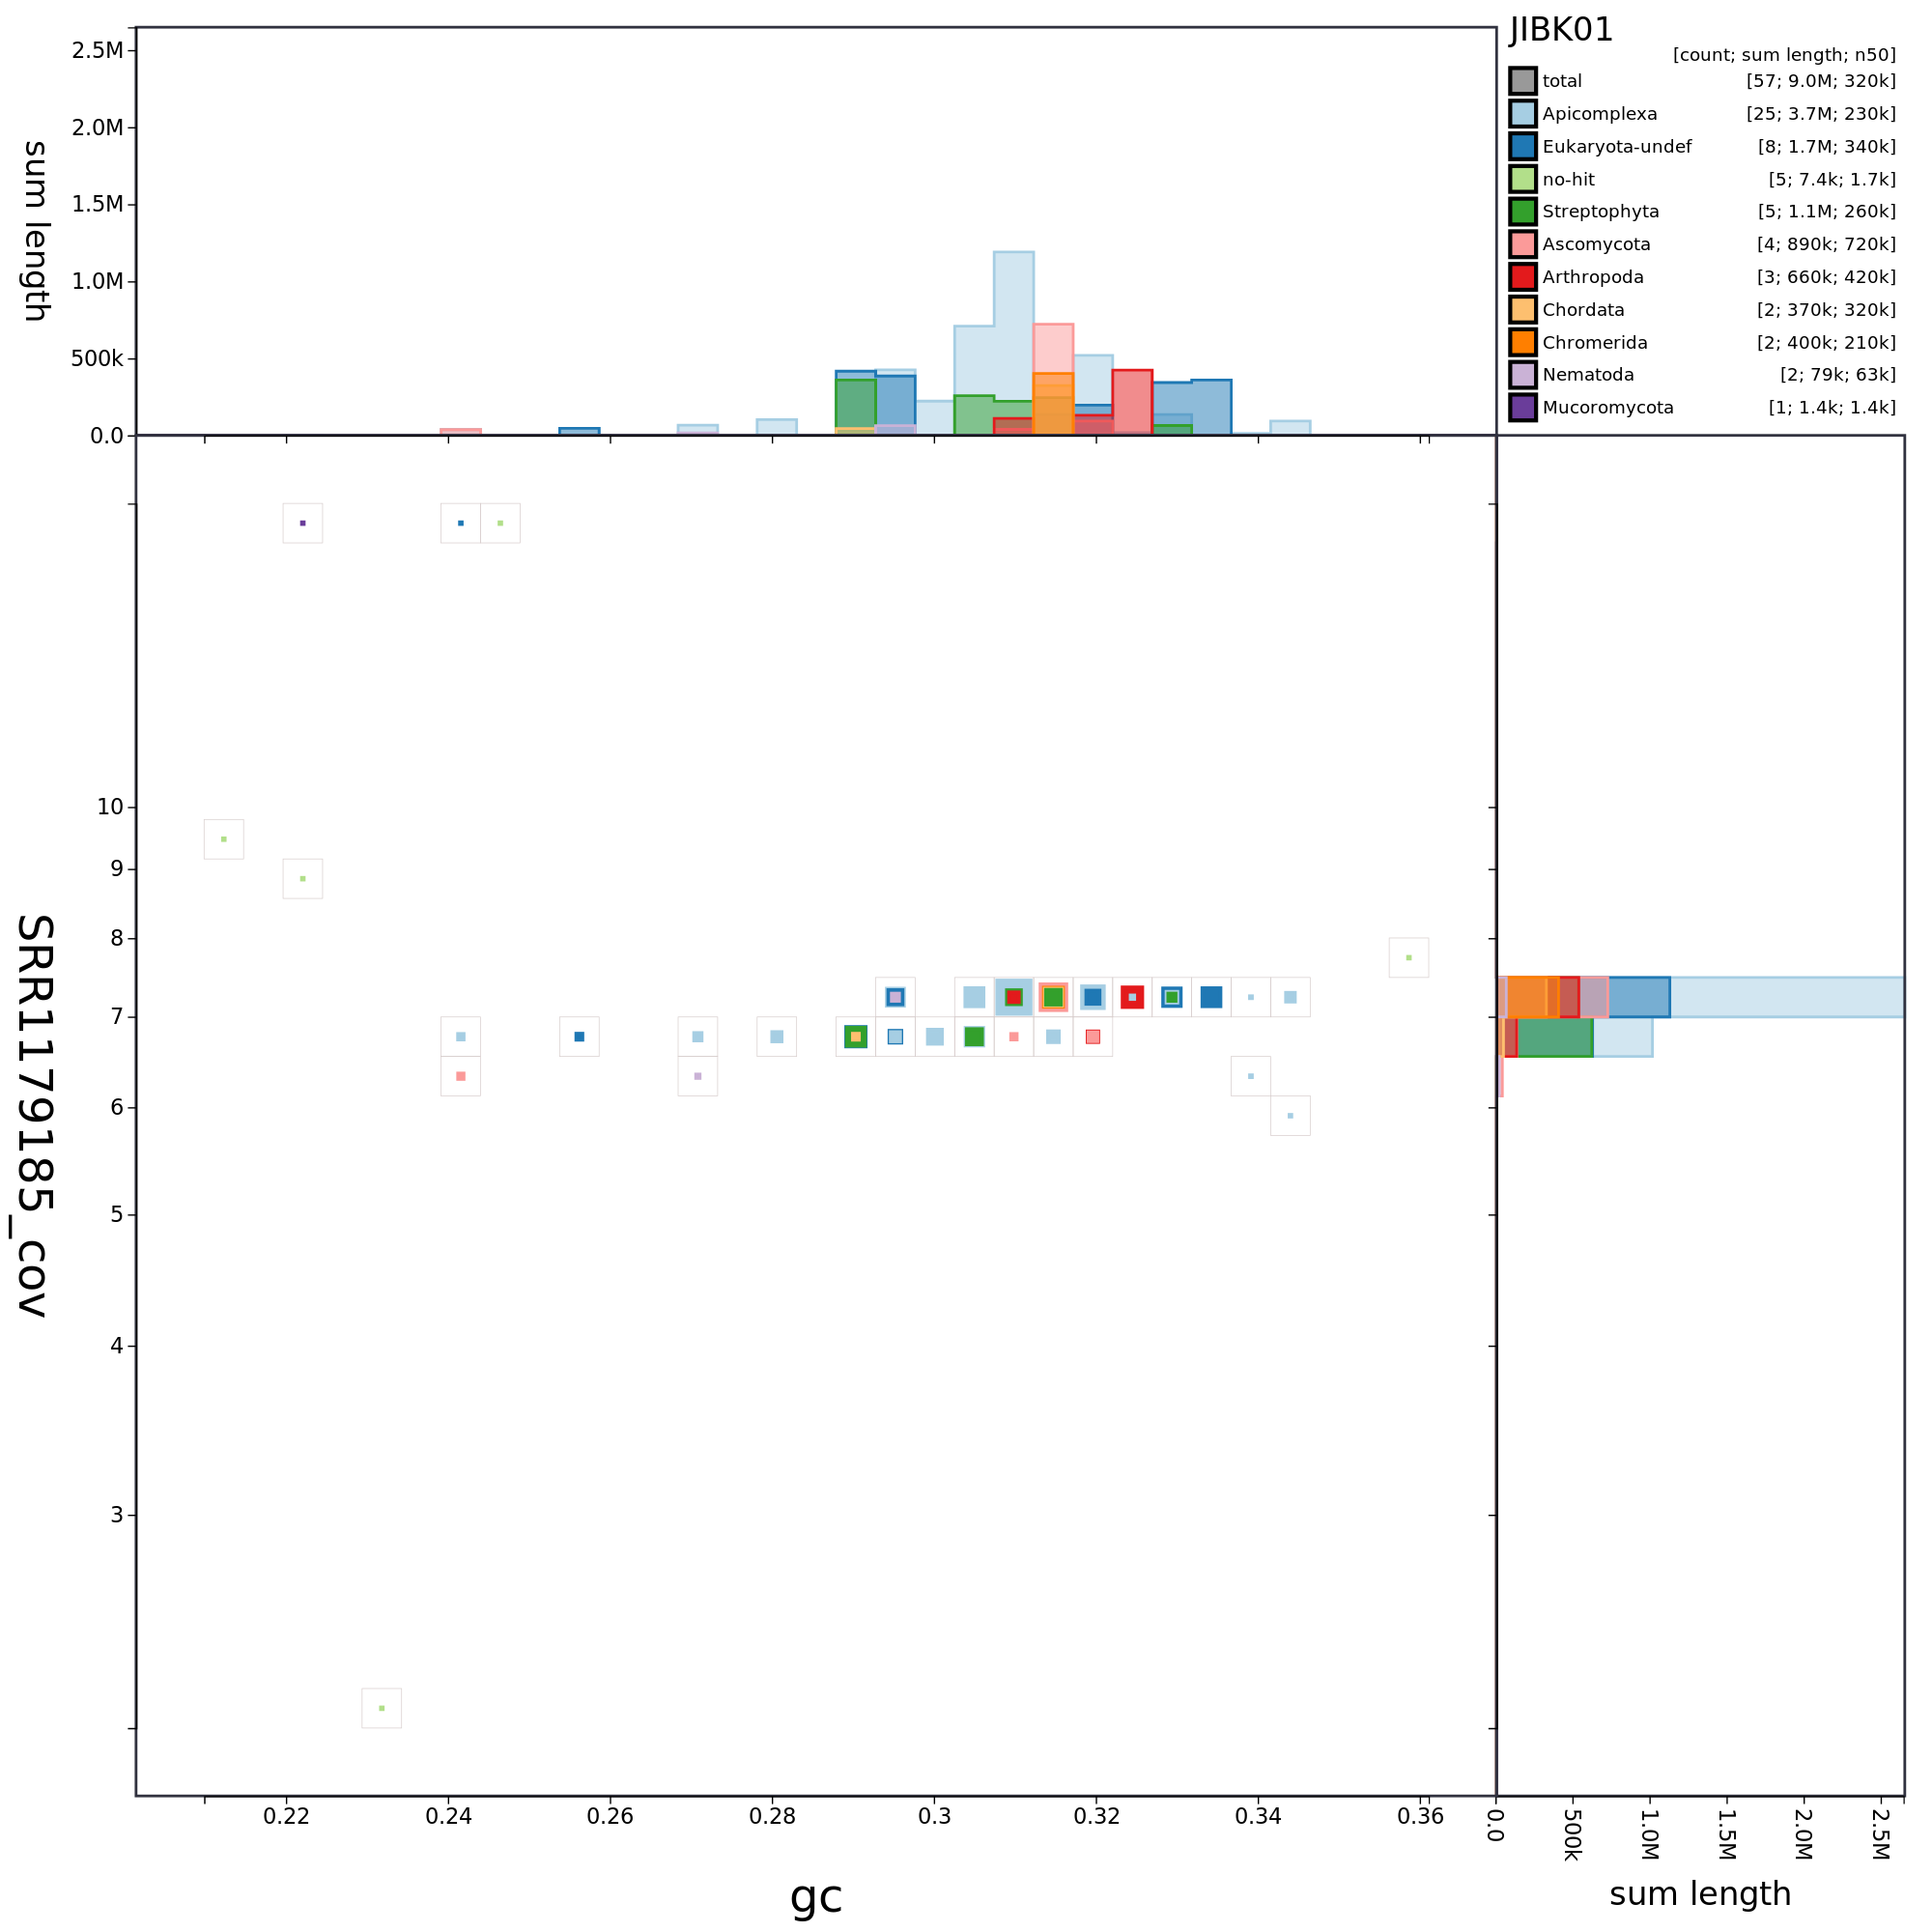 JIBK01
[count; sum length; n50]
total [57; 9.0M; 320k]
Apicomplexa [25; 3.7M; 230k]
Eukaryota-undef [8; 1.7M; 340k]
no-hit [5; 7.4k; 1.7k]
Streptophyta [5; 1.1M; 260k]
Ascomycota [4; 890k; 720k]
Arthropoda [3; 660k; 420k]
Chordata [2; 370k; 320k]
Chromerida [2; 400k; 210k]
Nematoda [2; 79k; 63k]
Mucoromycota [1; 1.4k; 1.4k]
sum length
2.5M
2.0M
1.5M
1.0M
500k
0.0
SRR1179185_cov
10
9
8
7
6
5
4
3
0.22 0.24 0.26 0.28 0.3 0.32 0.34 0.36
gc
0.0 500k 1.0M 1.5M 2.0M 2.5M
sum length